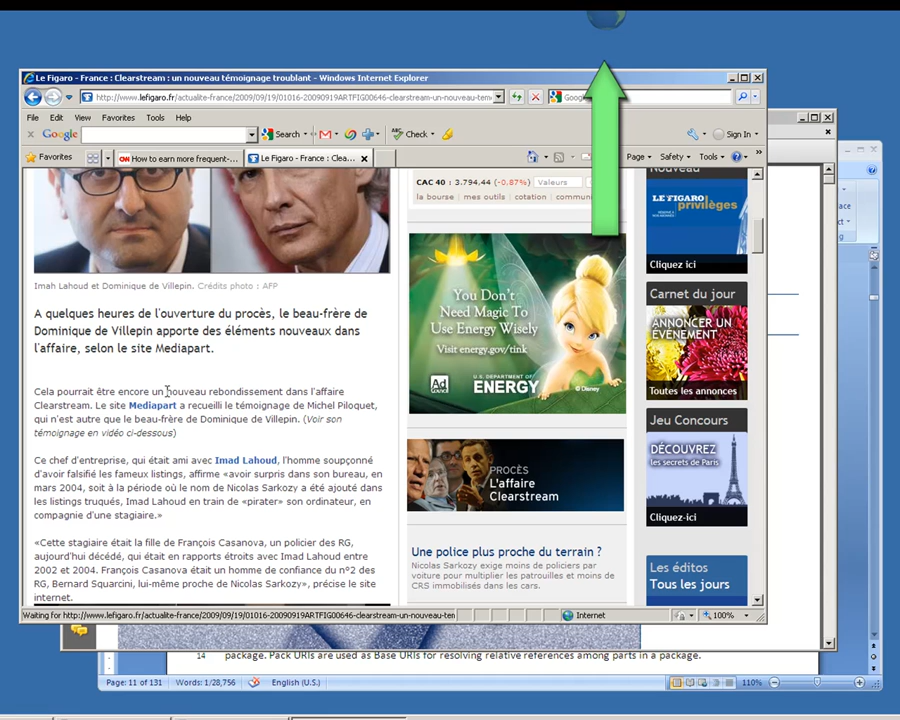 Le Figaro - France : Clearstream : un nouveau témoignage troublant - Windows Internet Explorer
http://www.lefigaro.fr/actualite-france/2009/09/19/01016-20090919ARTFIG00646-clearstream-un-nouveau-tem
File Edit View Favorites Tools Help
Google Search Check Sign In
Favorites How to earn more frequent-... Le Figaro - France : Clea... Page Safety Tools
CAC 40 : 3.794,44 (-0,87%) Valeurs
la bourse | mes outils | cotation |
Imah Lahoud et Dominique de Villepin. Crédits photo : AFP
A quelques heures de l'ouverture du procès, le beau-frère de
Dominique de Villepin apporte des éléments nouveaux dans
l'affaire, selon le site Mediapart.
Cela pourrait être encore un nouveau rebondissement dans l'affaire
Clearstream. Le site Mediapart a recueilli le témoignage de Michel Piloquet,
qui n'est autre que le beau-frère de Dominique de Villepin. (Voir son
témoignage en vidéo ci-dessous)
Ce chef d'entreprise, qui était ami avec Imad Lahoud, l'homme soupçonné
d'avoir falsifié les fameux listings, affirme «avoir surpris dans son bureau, en
mars 2004, soit à la période où le nom de Nicolas Sarkozy a été ajouté dans
les listings truqués, Imad Lahoud en train de «pirater» son ordinateur, en
compagnie d'une stagiaire.»
«Cette stagiaire était la fille de François Casanova, un policier des RG,
aujourd'hui décédé, qui était en rapports étroits avec Imad Lahoud entre
2002 et 2004. François Casanova était un homme de confiance du n°2 des
RG, Bernard Squarcini, lui-même proche de Nicolas Sarkozy», précise le site
internet.
You Don't
Need Magic To
Use Energy Wisely
Visit energy.gov/tink
Ad
U.S. DEPARTMENT OF
ENERGY
© Disney
PROCÈS
L'affaire
Clearstream
Une police plus proche du terrain ?
Nicolas Sarkozy exige moins de policiers par
voiture pour multiplier les patrouilles et moins de
CRS immobilisés dans les cars.
Nouveau
LE FIGARO
privilèges
Cliquez ici
Carnet du jour
ANNONCER UN
ÉVÉNEMENT
Toutes les annonces
Jeu Concours
DÉCOUVREZ
les secrets de Paris
Cliquez-ici
Les éditos
Tous les jours
Waiting for http://www.lefigaro.fr/actualite-france/2009/09/19/01016-20090919ARTFIG00646-clearstream-un-nouveau-tem Internet 100%
14 package. Pack URIs are used as Base URIs for resolving relative references among parts in a package.
Page: 11 of 131 Words: 1/28,756 English (U.S.) 110%